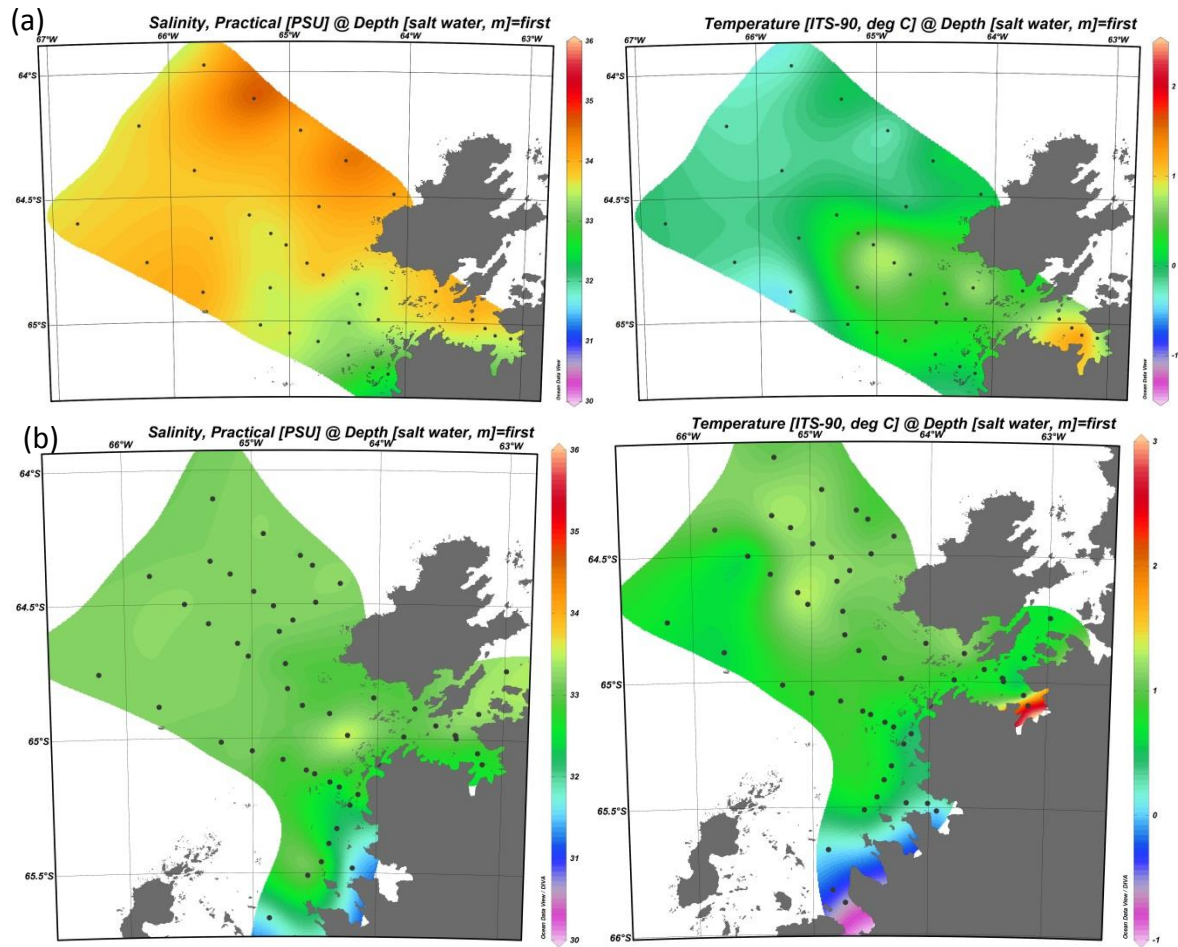 (a)
Salinity, Practical [PSU] @ Depth [salt water, m]=first
67°W 66°W 65°W 64°W 63°W
64°S
64.5°S
65°S
36
35
34
33
32
31
30
Ocean Data View
Temperature [ITS-90, deg C] @ Depth [salt water, m]=first
67°W 66°W 65°W 64°W 63°W
64°S
64.5°S
65°S
2
1
0
-1
Ocean Data View
(b)
Salinity, Practical [PSU] @ Depth [salt water, m]=first
66°W 65°W 64°W 63°W
64°S
64.5°S
65°S
65.5°S
36
35
34
33
32
31
30
Ocean Data View / DIVA
Temperature [ITS-90, deg C] @ Depth [salt water, m]=first
66°W 65°W 64°W 63°W
64.5°S
65°S
65.5°S
66°S
3
2
1
0
-1
Ocean Data View / DIVA